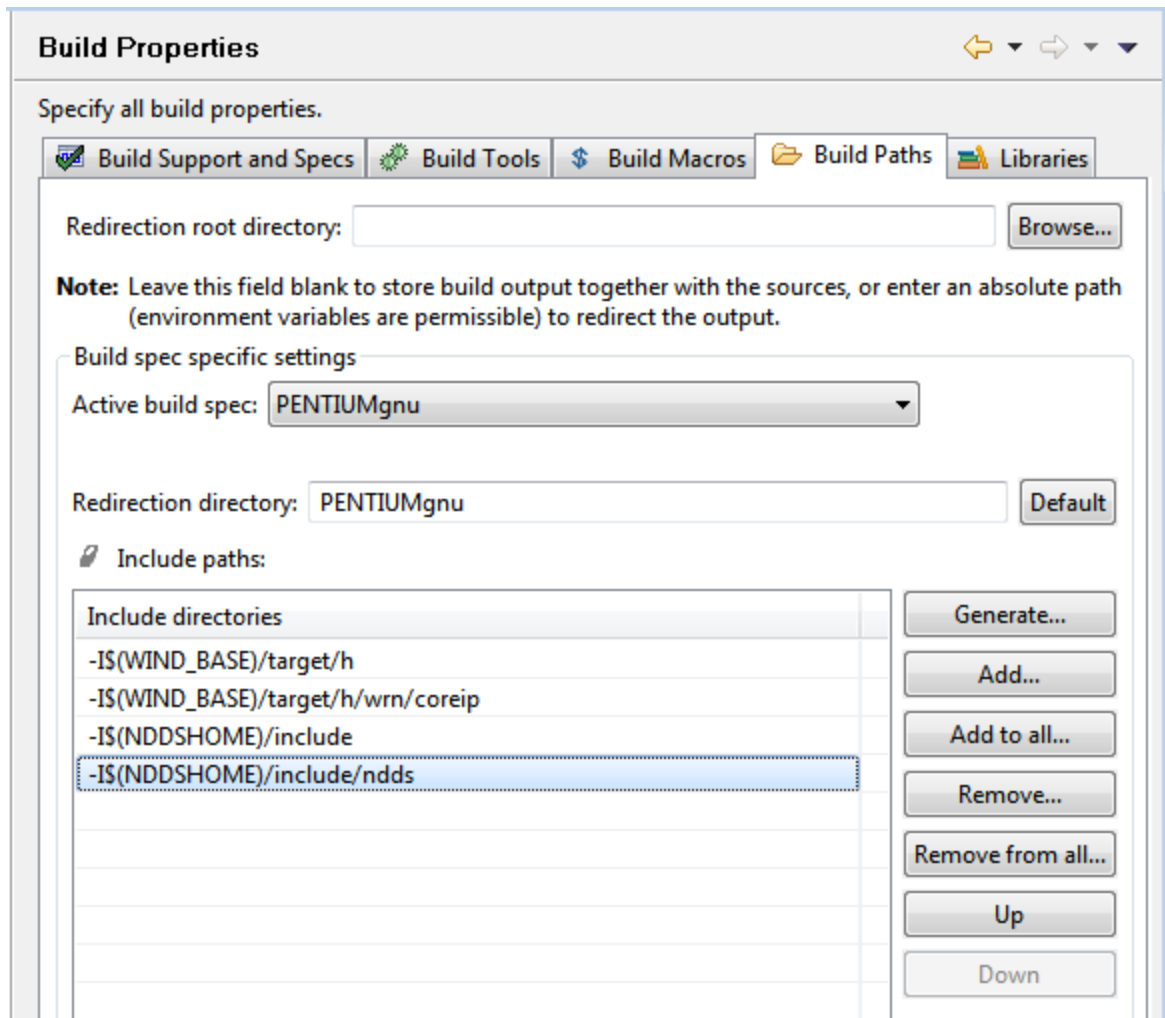 Build Properties
Specify all build properties.
Build Support and Specs Build Tools $ Build Macros Build Paths Libraries
Redirection root directory: Browse...
Note: Leave this field blank to store build output together with the sources, or enter an absolute path
(environment variables are permissible) to redirect the output.
Build spec specific settings
Active build spec: PENTIUMgnu
Redirection directory: PENTIUMgnu Default
Include paths:
Include directories Generate...
-I$(WIND_BASE)/target/h
Add...
-I$(WIND_BASE)/target/h/wrn/coreip
-I$(NDDSHOME)/include Add to all...
-I$(NDDSHOME)/include/ndds
Remove...
Remove from all...
Up
Down